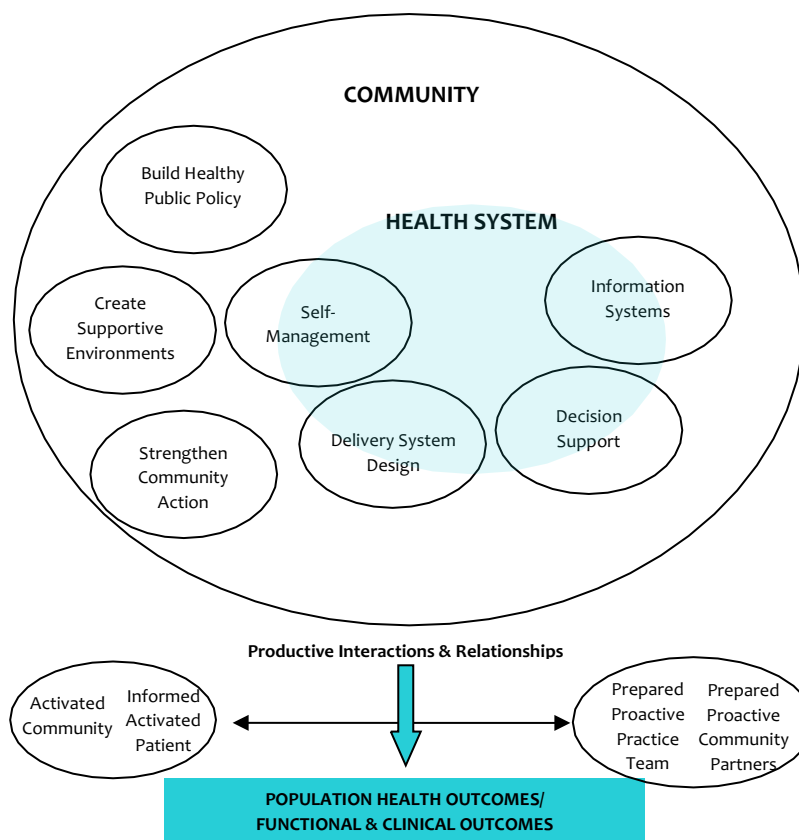 COMMUNITY
Build Healthy
Public Policy
HEALTH SYSTEM
Create
Supportive
Environments
Self-
Management
Information
Systems
Strengthen
Community
Action
Delivery System
Design
Decision
Support
Productive Interactions & Relationships
Activated
Community
Informed
Activated
Patient
Prepared
Proactive
Practice
Team
Prepared
Proactive
Community
Partners
POPULATION HEALTH OUTCOMES/
FUNCTIONAL & CLINICAL OUTCOMES